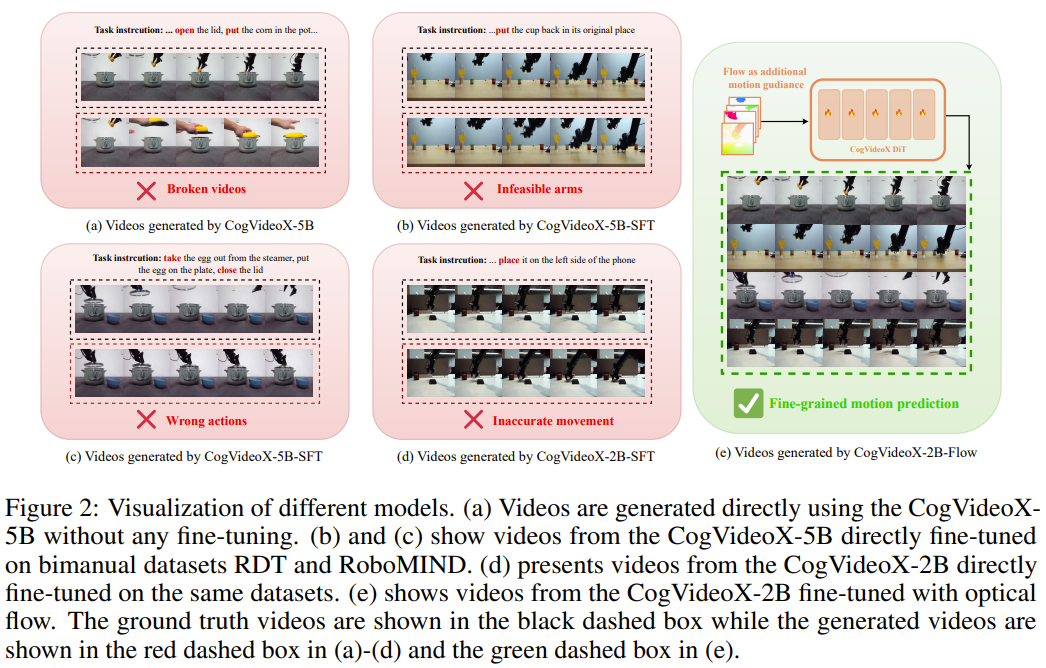 Task instrcution: ... open the lid, put the corn in the pot...
Broken videos
(a) Videos generated by CogVideoX-5B
Task instrcution: ...put the cup back in its original place
Infeasible arms
(b) Videos generated by CogVideoX-5B-SFT
Task instrcution: take the egg out from the steamer, put
the egg on the plate, close the lid
Wrong actions
(c) Videos generated by CogVideoX-5B-SFT
Task instrcution: ... place it on the left side of the phone
Inaccurate movement
(d) Videos generated by CogVideoX-2B-SFT
Flow as additional
motion gudiance
CogVideoX DiT
Fine-grained motion prediction
(e) Videos generated by CogVideoX-2B-Flow
Figure 2: Visualization of different models. (a) Videos are generated directly using the CogVideoX-
5B without any fine-tuning. (b) and (c) show videos from the CogVideoX-5B directly fine-tuned
on bimanual datasets RDT and RoboMIND. (d) presents videos from the CogVideoX-2B directly
fine-tuned on the same datasets. (e) shows videos from the CogVideoX-2B fine-tuned with optical
flow. The ground truth videos are shown in the black dashed box while the generated videos are
shown in the red dashed box in (a)-(d) and the green dashed box in (e).